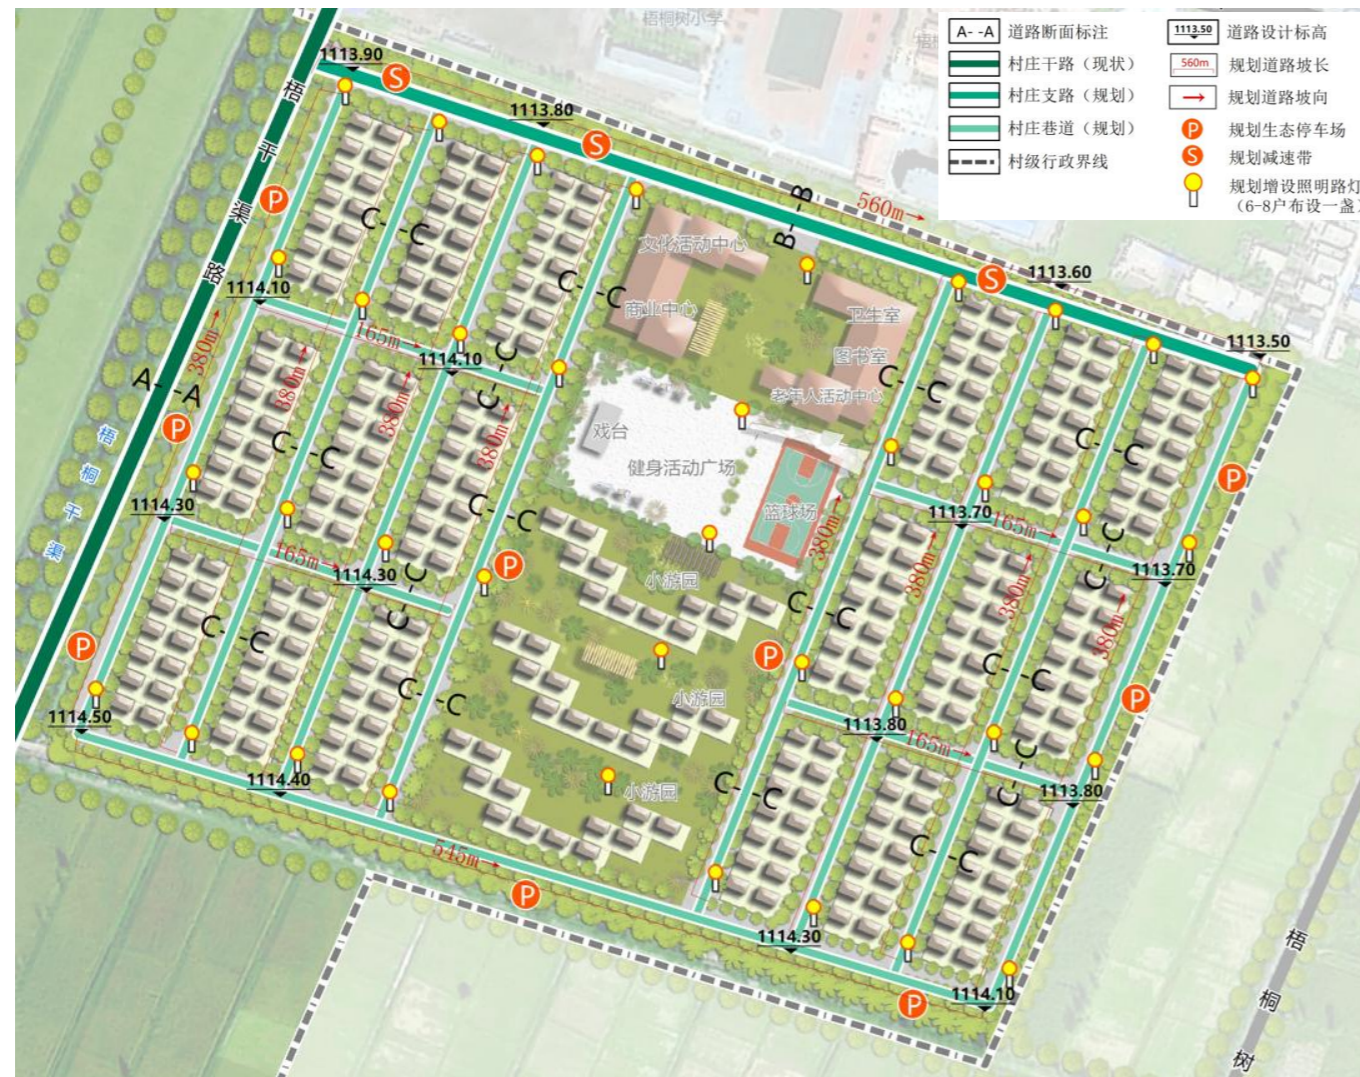 梧桐树小学
A- -A 道路断面标注
村庄干路（现状）
村庄支路（规划）
村庄巷道（规划）
村级行政界线
1113.50 道路设计标高
560m 规划道路坡长
规划道路坡向
P 规划生态停车场
S 规划减速带
规划增设照明路灯
（6-8户布设一盏）
1113.90
S
1113.80
S
B- -B
560m
S
1113.60
1113.50
梧
干
渠
路
P
C- -C
C- -C
文化活动中心
商业中心
卫生室
图书室
老年人活动中心
1114.10
165m
1114.10
380m
380m
380m
380m
A- -A
C- -C
C- -C
C- -C
P
C- -C
戏台
健身活动广场
篮球场
380m
C- -C
P
梧
桐
干
渠
1114.30
165m
1114.30
C- -C
C- -C
P
小游园
1113.70
165m
1113.70
C- -C
380m
380m
380m
P
C- -C
C- -C
C- -C
P
小游园
P
1114.50
1113.80
165m
1113.80
C- -C
1114.40
C- -C
小游园
C- -C
545m
P
1114.30
1114.10
P
梧
桐
树